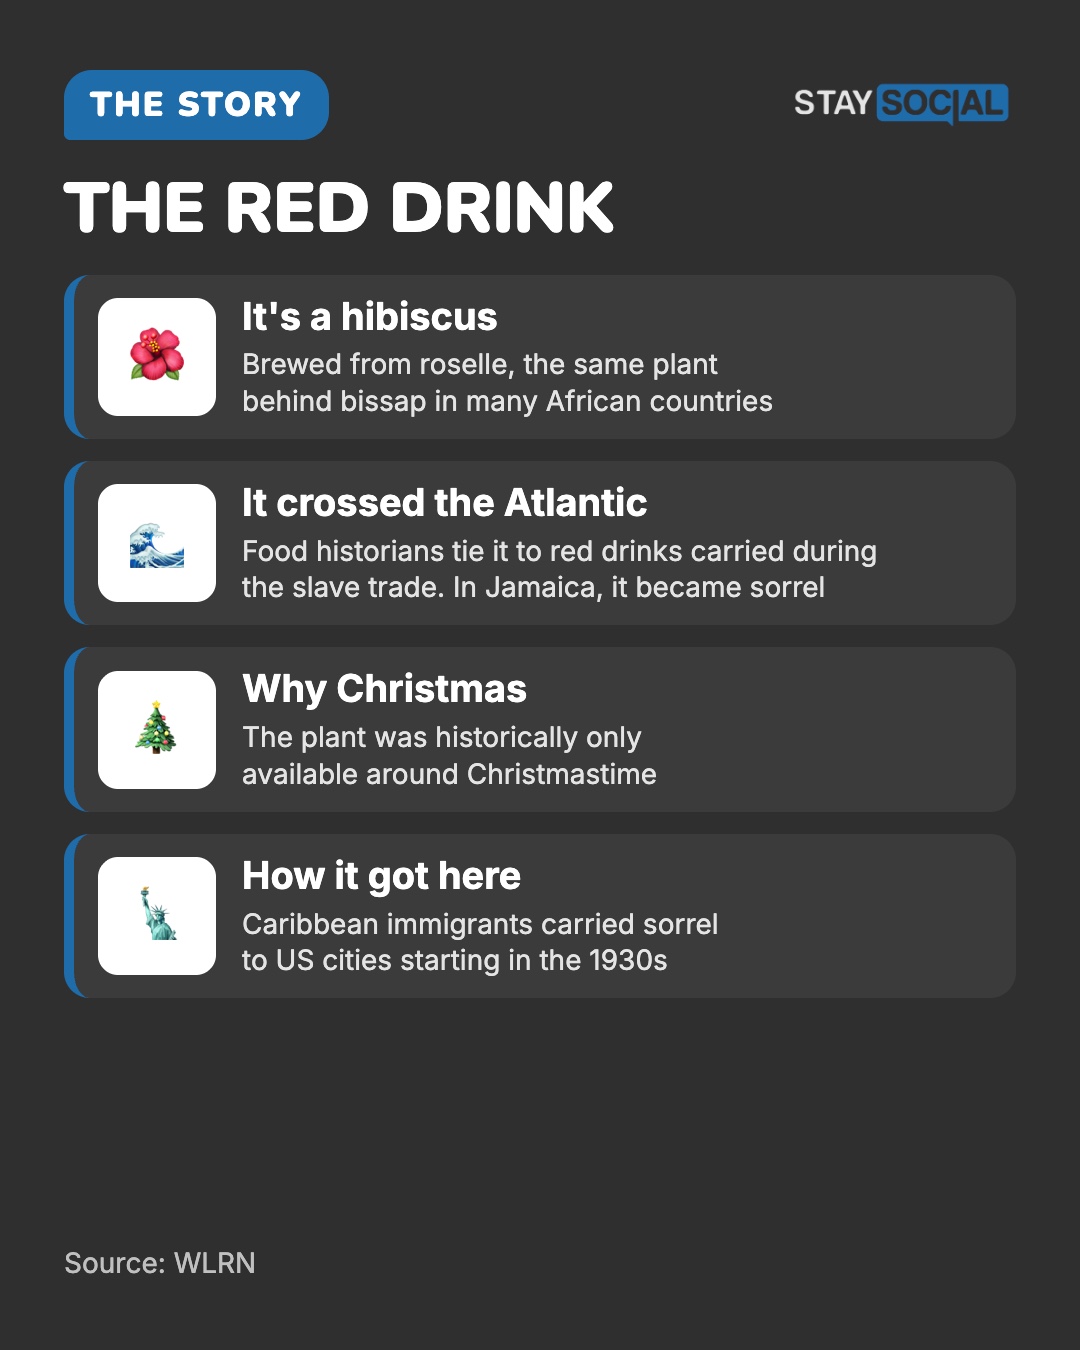 THE STORY
STAY SOCIAL
THE RED DRINK
It's a hibiscus
Brewed from roselle, the same plant
behind bissap in many African countries
It crossed the Atlantic
Food historians tie it to red drinks carried during
the slave trade. In Jamaica, it became sorrel
Why Christmas
The plant was historically only
available around Christmastime
How it got here
Caribbean immigrants carried sorrel
to US cities starting in the 1930s
Source: WLRN